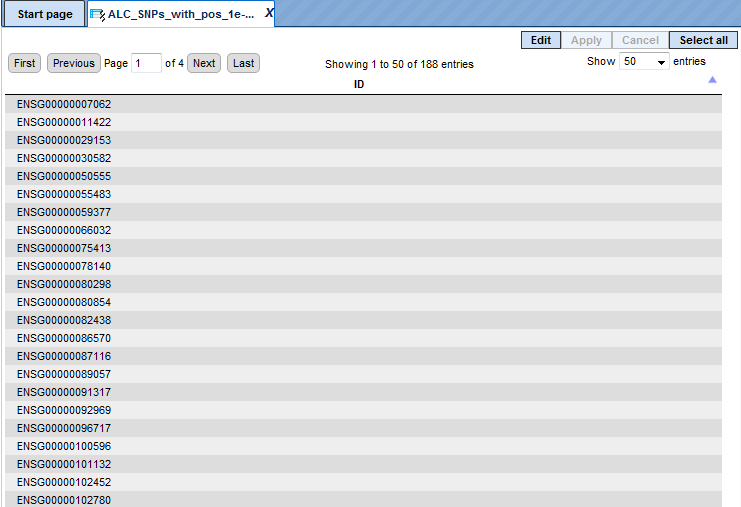 Start page ALC_SNPs_with_pos_1e-... X
Edit Apply Cancel Select all
First Previous Page 1 of 4 Next Last Showing 1 to 50 of 188 entries Show 50 entries
ID
ENSG00000007062
ENSG00000011422
ENSG00000029153
ENSG00000030582
ENSG00000050555
ENSG00000055483
ENSG00000059377
ENSG00000066032
ENSG00000075413
ENSG00000078140
ENSG00000080298
ENSG00000080854
ENSG00000082438
ENSG00000086570
ENSG00000087116
ENSG00000089057
ENSG00000091317
ENSG00000092969
ENSG00000096717
ENSG00000100596
ENSG00000101132
ENSG00000102452
ENSG00000102780